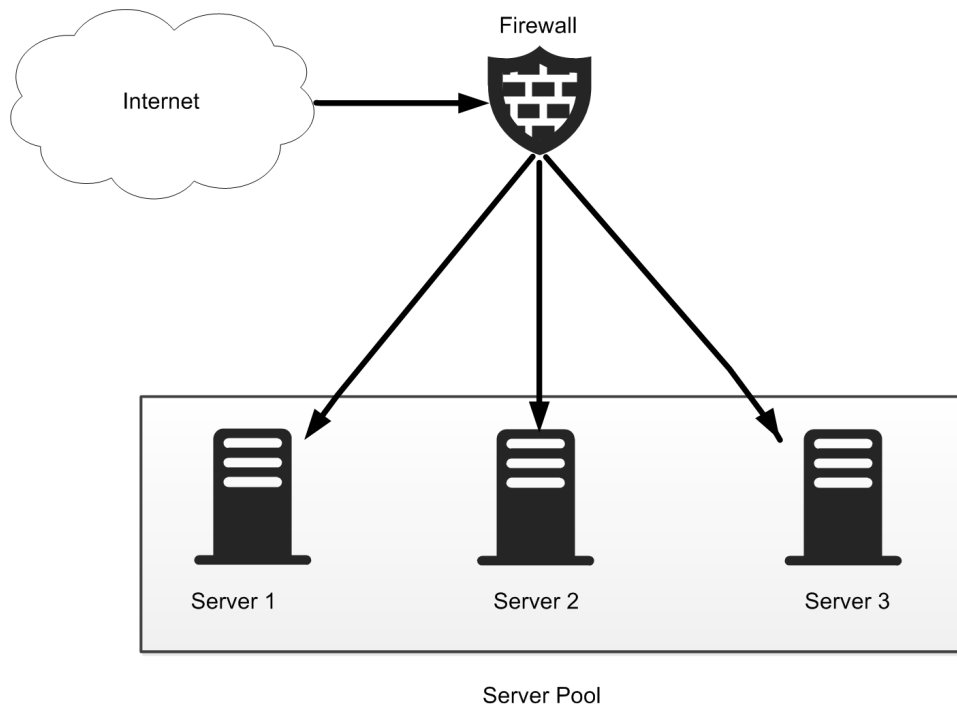 Firewall
Internet
Server 1
Server 2
Server 3
Server Pool